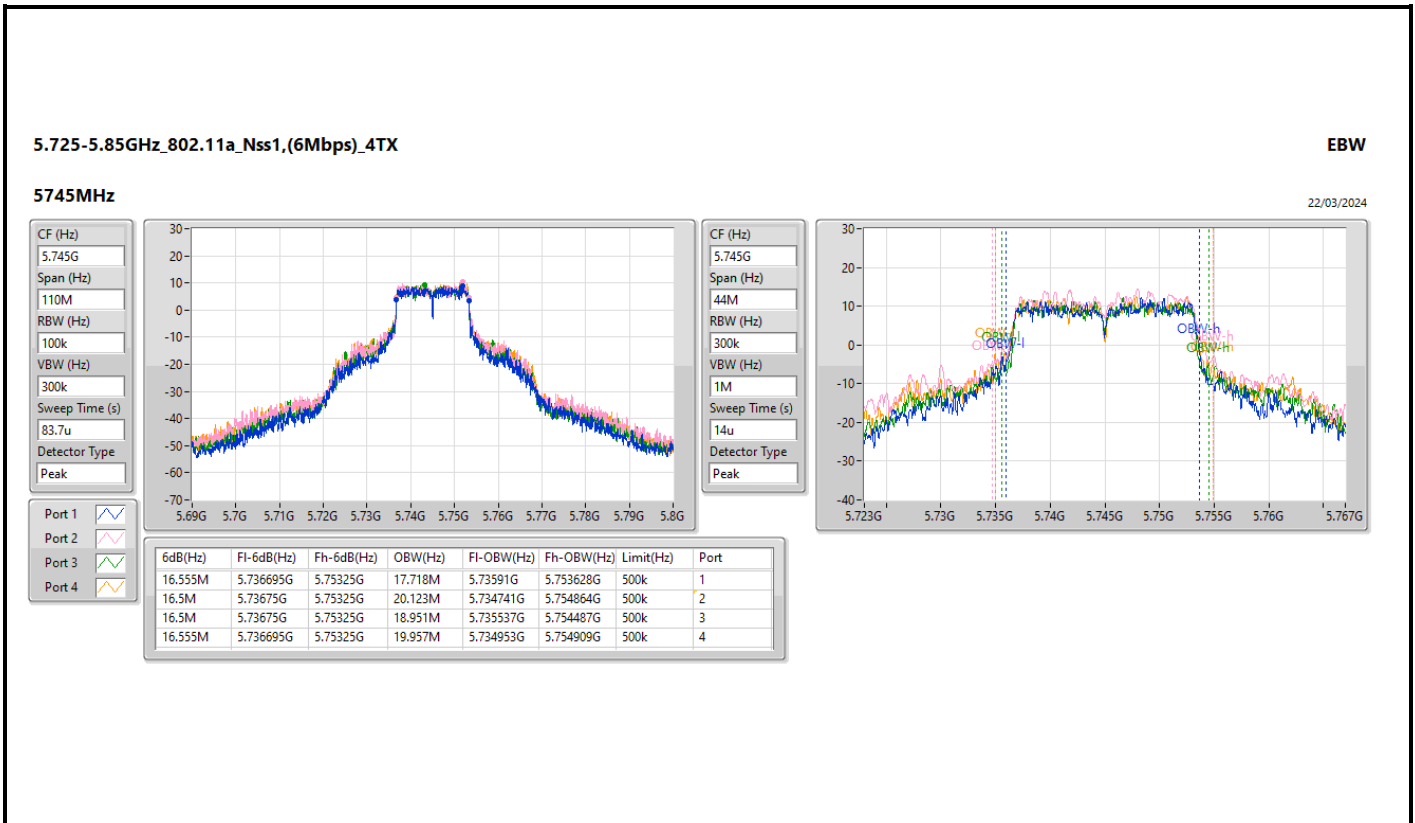 5.725-5.85GHz_802.11a_Nss1,(6Mbps)_4TX
EBW
5745MHz
22/03/2024
CF (Hz)
5.745G
Span (Hz)
110M
RBW (Hz)
100k
VBW (Hz)
300k
Sweep Time (s)
83.7u
Detector Type
Peak
Port 1
Port 2
Port 3
Port 4
30
20
10
0
-10
-20
-30
-40
-50
-60
-70
5.69G 5.7G 5.71G 5.72G 5.73G 5.74G 5.75G 5.76G 5.77G 5.78G 5.79G 5.8G
CF (Hz)
5.745G
Span (Hz)
44M
RBW (Hz)
300k
VBW (Hz)
1M
Sweep Time (s)
14u
Detector Type
Peak
30
20
10
0
-10
-20
-30
-40
OBW-l
OBW-h
5.723G 5.73G 5.735G 5.74G 5.745G 5.75G 5.755G 5.76G 5.767G
6dB(Hz) Fl-6dB(Hz) Fh-6dB(Hz) OBW(Hz) Fl-OBW(Hz) Fh-OBW(Hz) Limit(Hz) Port
16.555M 5.736695G 5.75325G 17.718M 5.73591G 5.753628G 500k 1
16.5M 5.73675G 5.75325G 20.123M 5.734741G 5.754864G 500k 2
16.5M 5.73675G 5.75325G 18.951M 5.735537G 5.754487G 500k 3
16.555M 5.736695G 5.75325G 19.957M 5.734953G 5.754909G 500k 4